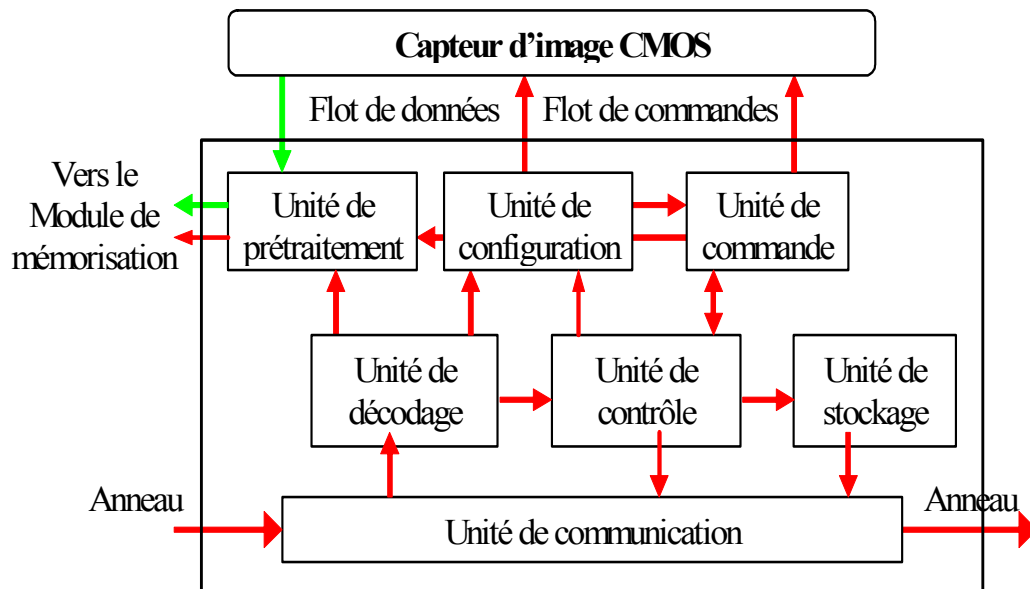 Capteur d'image CMOS
Flot de données
Flot de commandes
Vers le
Module de
mémorisation
Unité de
prétraitement
Unité de
configuration
Unité de
commande
Unité de
décodage
Unité de
contrôle
Unité de
stockage
Anneau
Unité de communication
Anneau